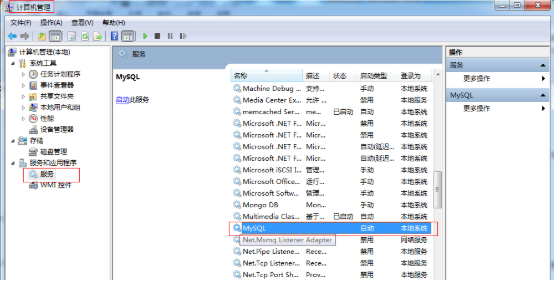 计算机管理
文件(F) 操作(A) 查看(V) 帮助(H)
计算机管理(本地)
系统工具
任务计划程序
事件查看器
共享文件夹
本地用户和组
性能
设备管理器
存储
磁盘管理
服务和应用程序
服务
WMI 控件
服务
MySQL
启动此服务
名称 描述 状态 启动类型 登录为
Machine Debug ... 支持... 手动 本地系统
Media Center Ex... 允许 ... 禁用 本地服务
memcached Server me... 已启动 自动 本地系统
Microsoft .NET F... Micr... 禁用 本地系统
Microsoft .NET F... Micr... 禁用 本地系统
Microsoft .NET F... Micr... 自动(延迟... 本地系统
Microsoft .NET F... Micr... 自动(延迟... 本地系统
Microsoft iSCSI I... 管理... 手动 本地系统
Microsoft Office... 运行... 手动 本地系统
Microsoft Softw... 管理... 手动 本地系统
Mongo DB Mon... 手动 本地系统
Multimedia Clas... 基于... 已启动 自动 本地系统
MySQL 自动 本地系统
Net.Msmq Listener Adapter 禁用 网络服务
Net.Pipe Listene... Rece... 禁用 本地服务
Net.Tcp Listener... Rece... 禁用 本地服务
Net.Tcp Port Sh... Prov... 禁用 本地服务
操作
服务
更多操作
MySQL
更多操作